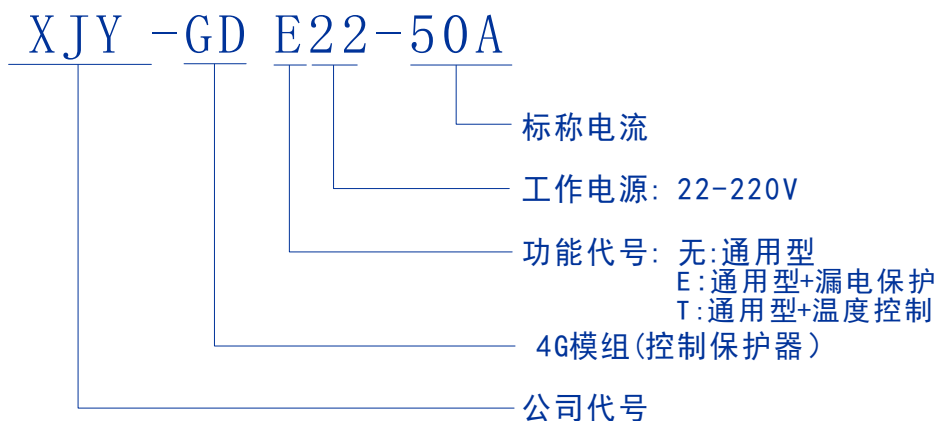 XJY-GD E22-50A
标称电流
工作电源: 22-220V
功能代号: 无:通用型
E:通用型+漏电保护
T:通用型+温度控制
4G模组(控制保护器)
公司代号